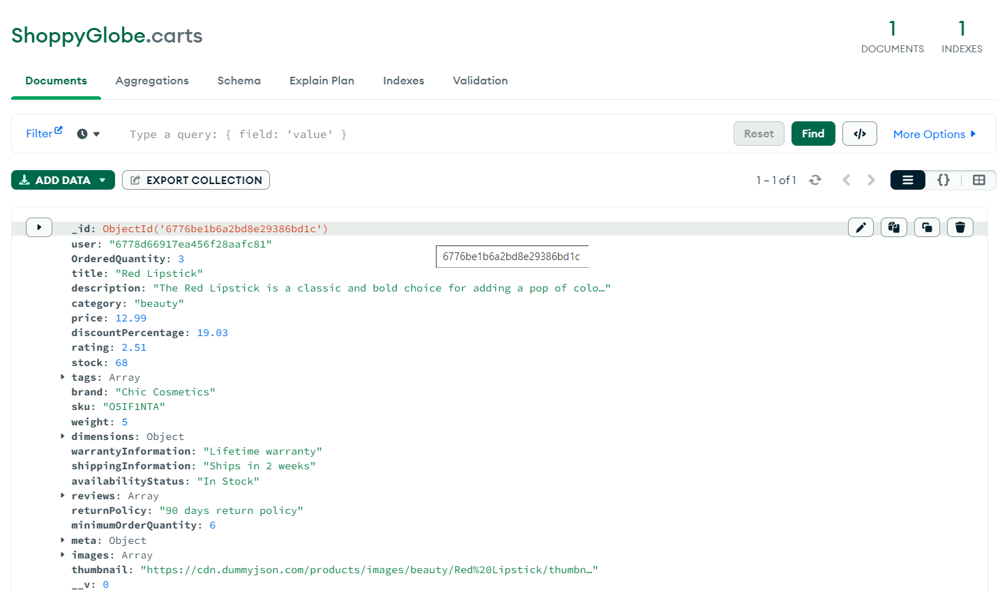 ShoppyGlobe.carts
1 DOCUMENTS
1 INDEXES
Documents Aggregations Schema Explain Plan Indexes Validation
Filter Type a query: { field: 'value' } Reset Find </> More Options
ADD DATA EXPORT COLLECTION 1 – 1 of 1 {}
_id: ObjectId('6776be1b6a2bd8e29386bd1c')
user: "6778d66917ea456f28aafc81"
6776be1b6a2bd8e29386bd1c
OrderedQuantity: 3
title: "Red Lipstick"
description: "The Red Lipstick is a classic and bold choice for adding a pop of colo…"
category: "beauty"
price: 12.99
discountPercentage: 19.03
rating: 2.51
stock: 68
tags: Array
brand: "Chic Cosmetics"
sku: "O5IF1NTA"
weight: 5
dimensions: Object
warrantyInformation: "Lifetime warranty"
shippingInformation: "Ships in 2 weeks"
availabilityStatus: "In Stock"
reviews: Array
returnPolicy: "90 days return policy"
minimumOrderQuantity: 6
meta: Object
images: Array
thumbnail: "https://cdn.dummyjson.com/products/images/beauty/Red%20Lipstick/thumbn…"
__v: 0